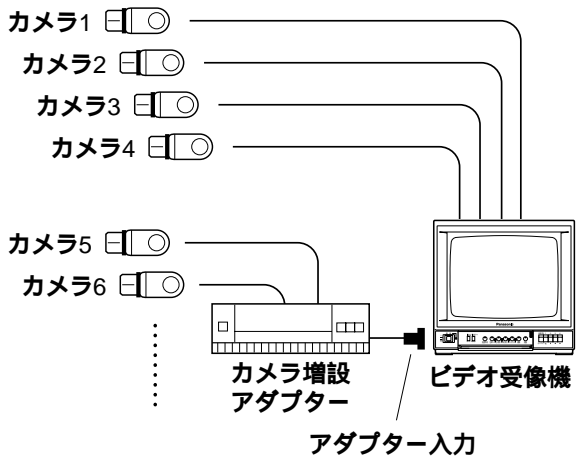 カメラ1
カメラ2
カメラ3
カメラ4
カメラ5
カメラ6
Panasonic
カメラ増設
アダプター
ビデオ受像機
アダプター入力